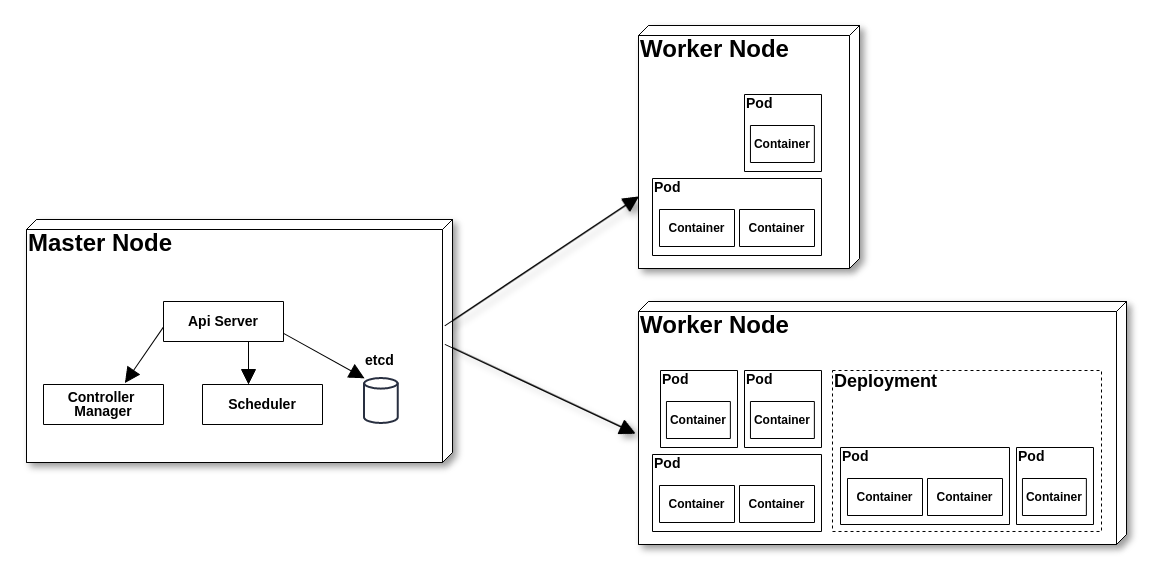 Master Node
Api Server
Controller
Manager
Scheduler
etcd
Worker Node
Pod
Container
Pod
Container
Container
Worker Node
Pod
Container
Pod
Container
Pod
Container
Container
Deployment
Pod
Container
Container
Pod
Container